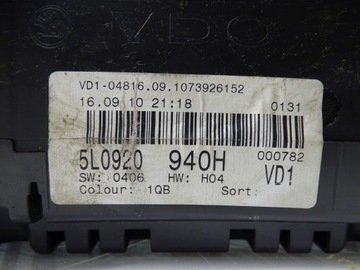 VDO
VD1-04816.09.1073926152
16.09.10 21:18 0131
5L0920 940H 000782
SW: 0406 HW: H04 VD1
Colour: 1QB Sort: